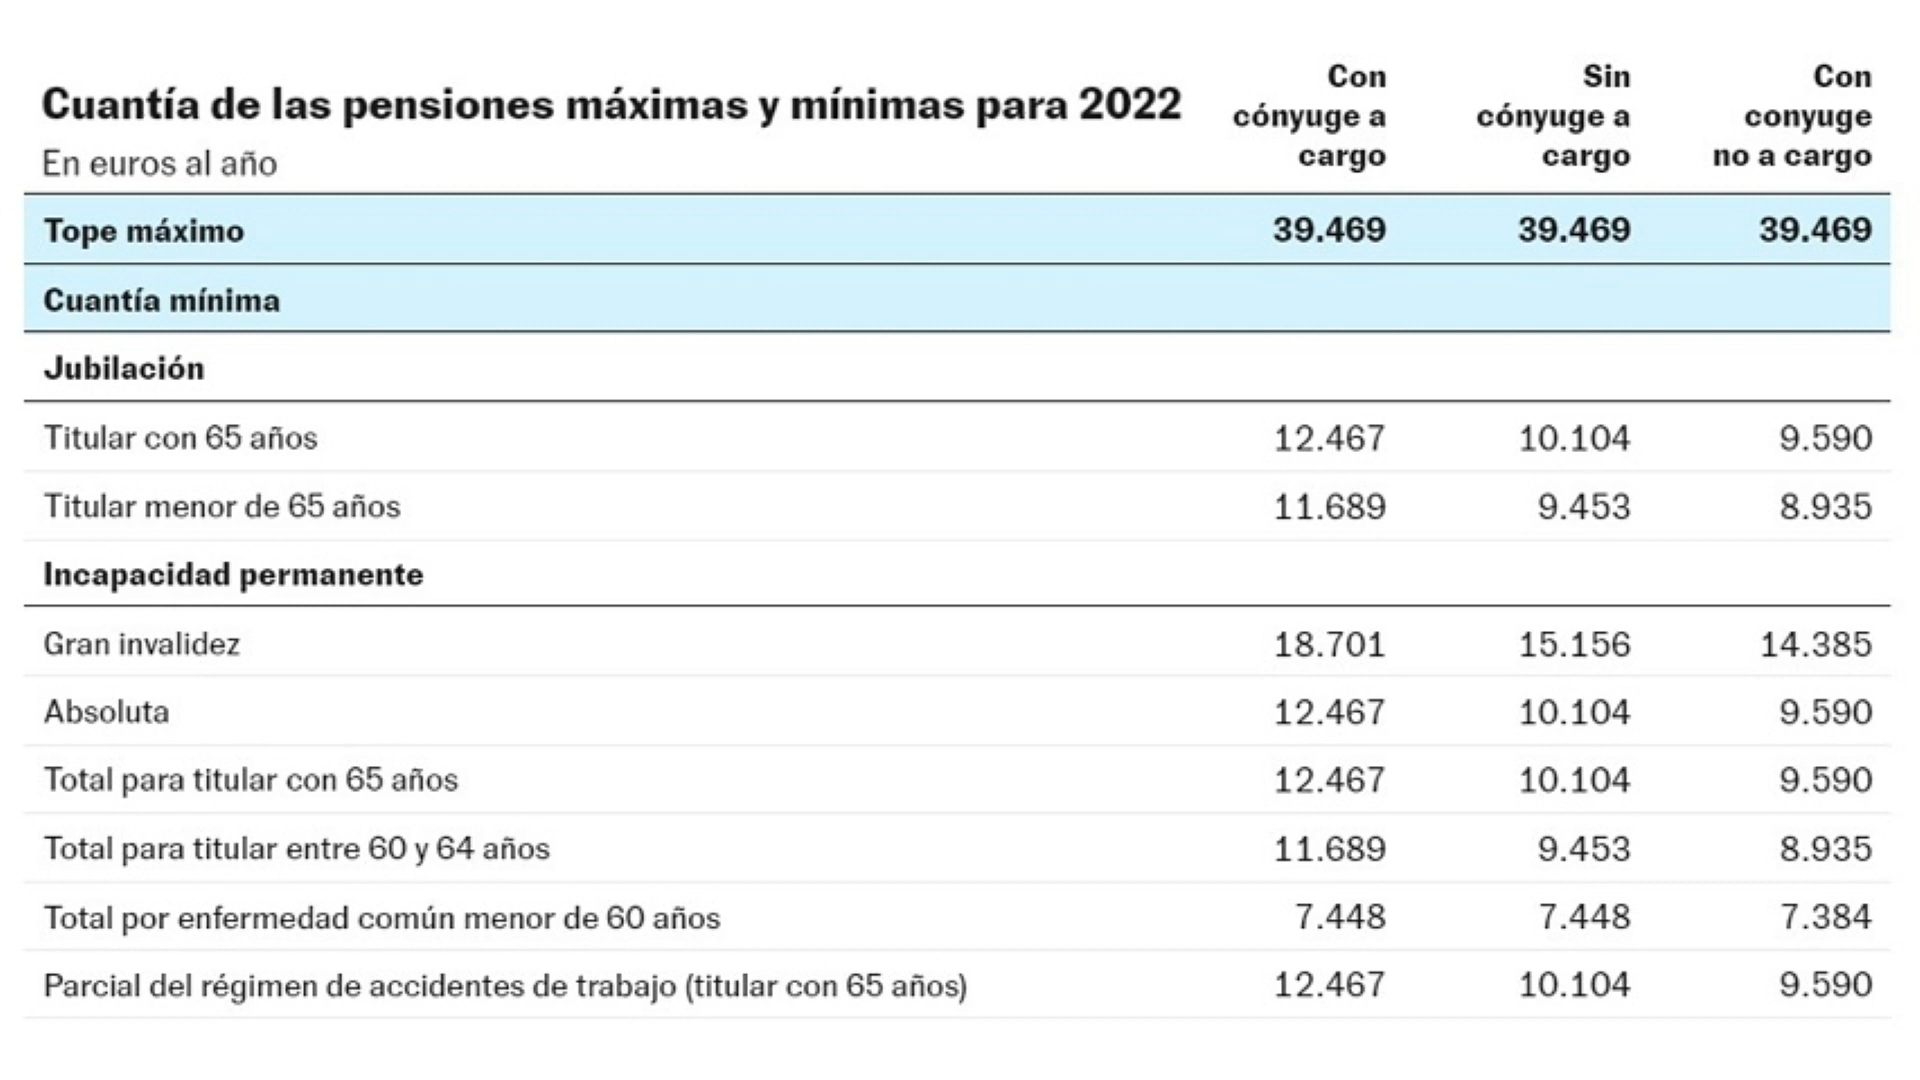 Cuantía de las pensiones máximas y mínimas para 2022
En euros al año
Con cónyuge a cargo
Sin cónyuge a cargo
Con conyuge no a cargo
Tope máximo 39.469 39.469 39.469
Cuantía mínima
Jubilación
Titular con 65 años 12.467 10.104 9.590
Titular menor de 65 años 11.689 9.453 8.935
Incapacidad permanente
Gran invalidez 18.701 15.156 14.385
Absoluta 12.467 10.104 9.590
Total para titular con 65 años 12.467 10.104 9.590
Total para titular entre 60 y 64 años 11.689 9.453 8.935
Total por enfermedad común menor de 60 años 7.448 7.448 7.384
Parcial del régimen de accidentes de trabajo (titular con 65 años) 12.467 10.104 9.590